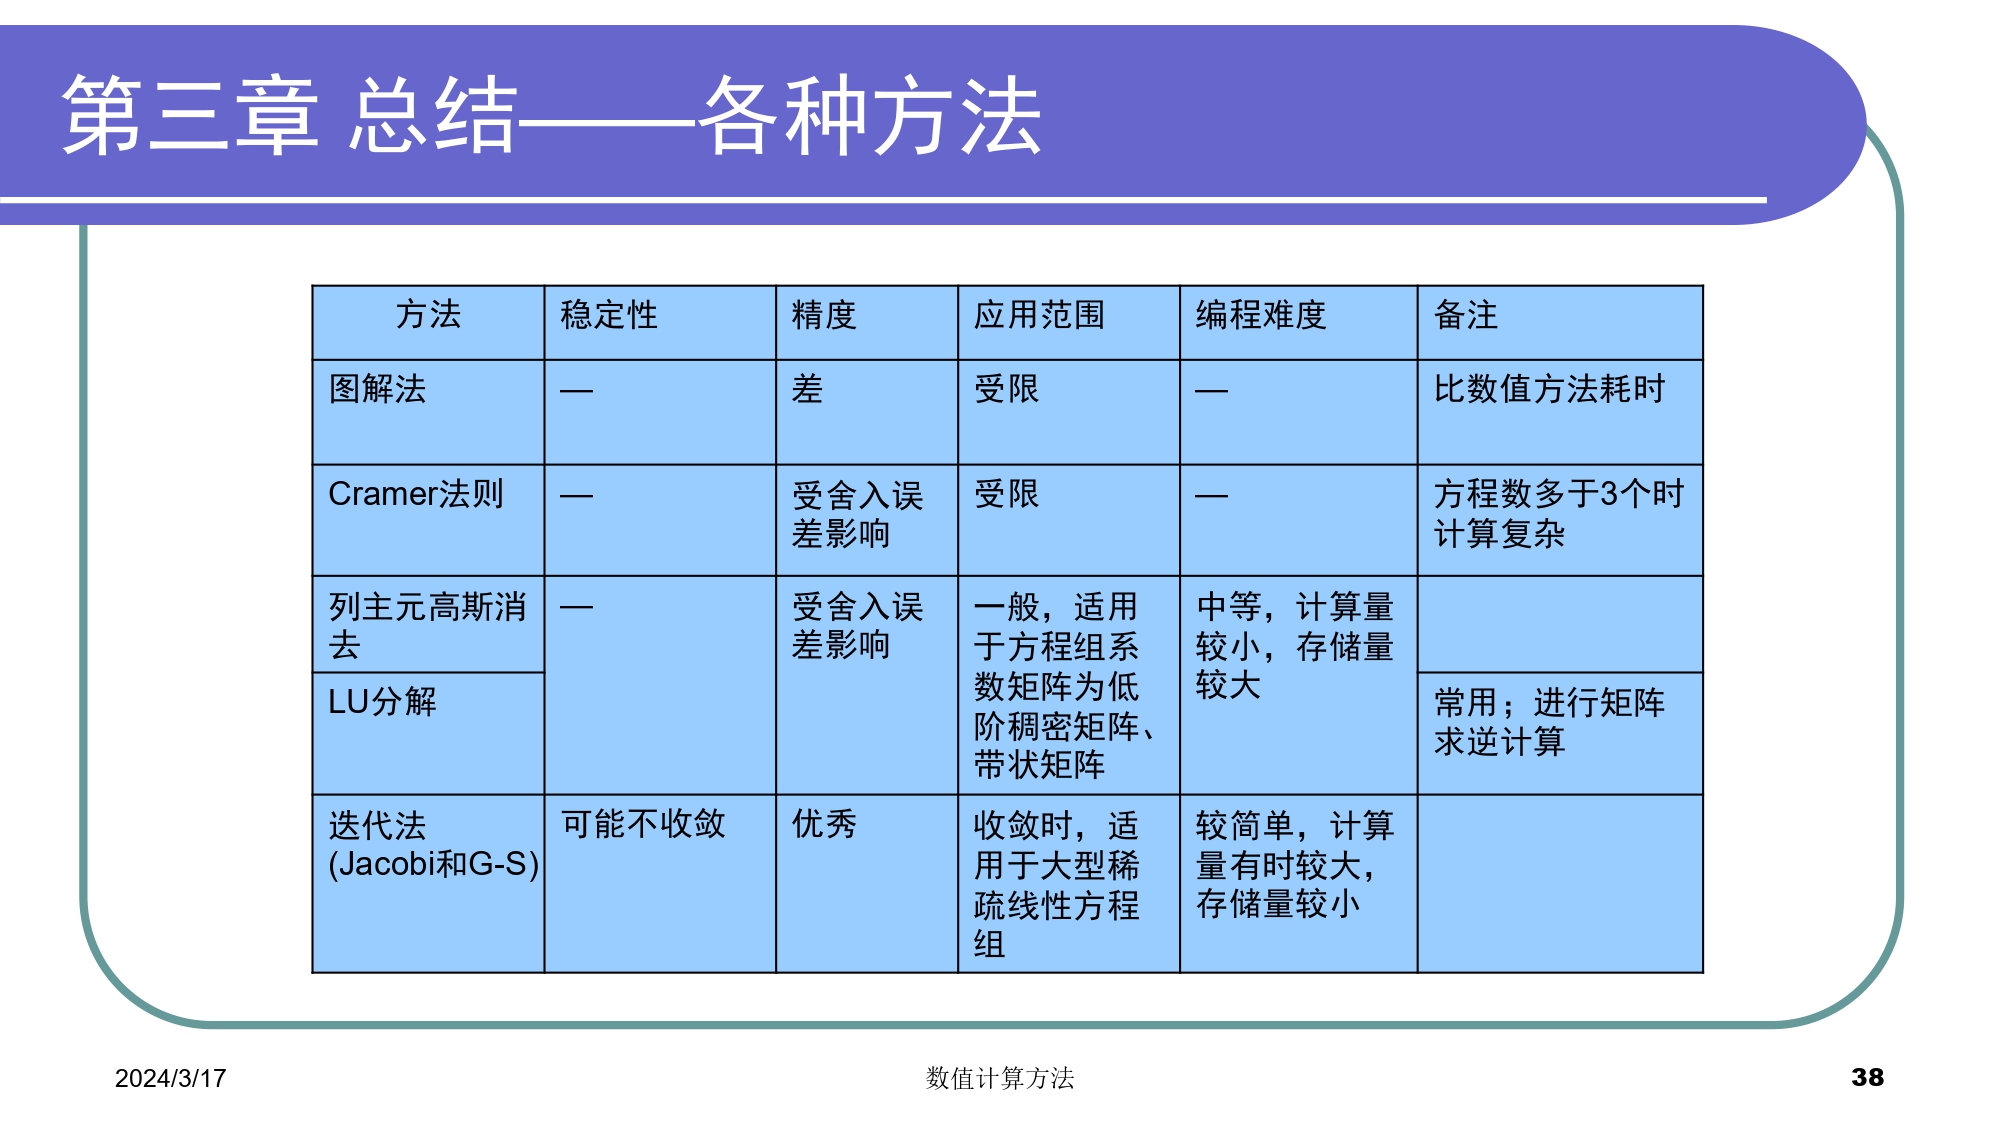 第三章 总结——各种方法
方法
稳定性
精度
应用范围
编程难度
备注
图解法
—
差
受限
—
比数值方法耗时
Cramer法则
—
受舍入误
差影响
受限
—
方程数多于3个时
计算复杂
列主元高斯消
去
—
受舍入误
差影响
一般，适用
于方程组系
数矩阵为低
阶稠密矩阵、
带状矩阵
中等，计算量
较小，存储量
较大
LU分解
常用；进行矩阵
求逆计算
迭代法
(Jacobi和G-S)
可能不收敛
优秀
收敛时，适
用于大型稀
疏线性方程
组
较简单，计算
量有时较大，
存储量较小
2024/3/17
数值计算方法
38